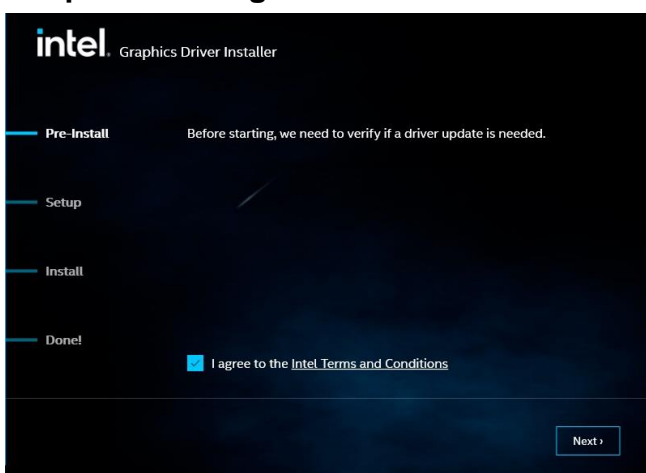 intel. Graphics Driver Installer
Pre-Install
Before starting, we need to verify if a driver update is needed.
Setup
Install
Done!
I agree to the Intel Terms and Conditions
Next ›